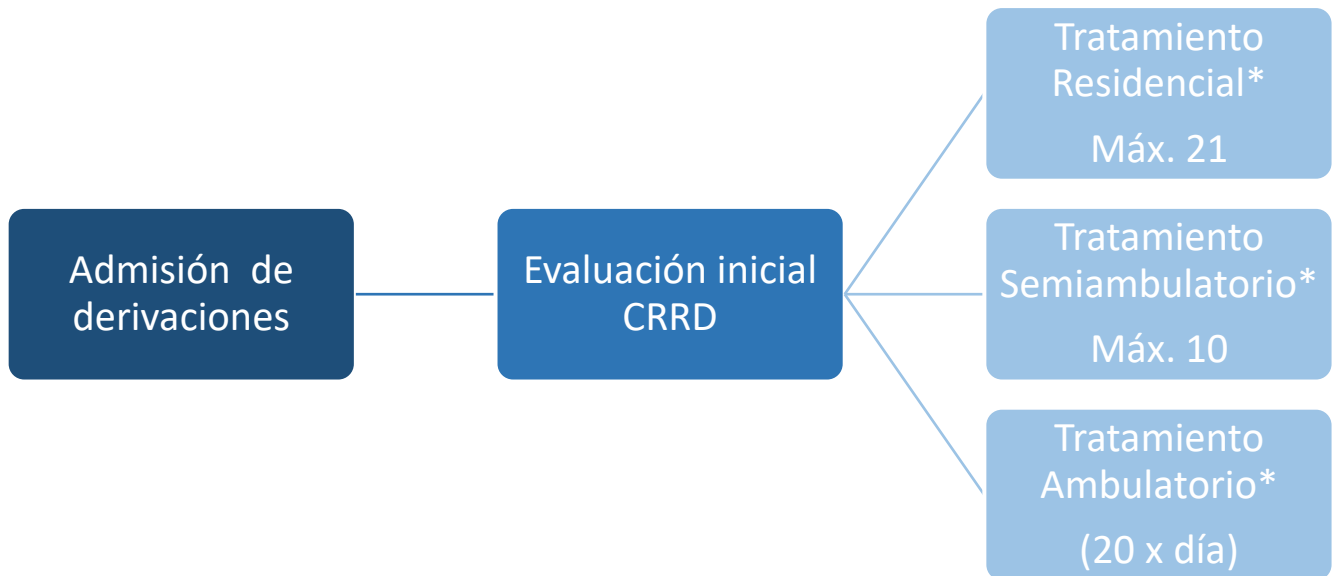 Admisión de
derivaciones
Evaluación inicial
CRRD
Tratamiento
Residencial*
Máx. 21
Tratamiento
Semiambulatorio*
Máx. 10
Tratamiento
Ambulatorio*
(20 x día)